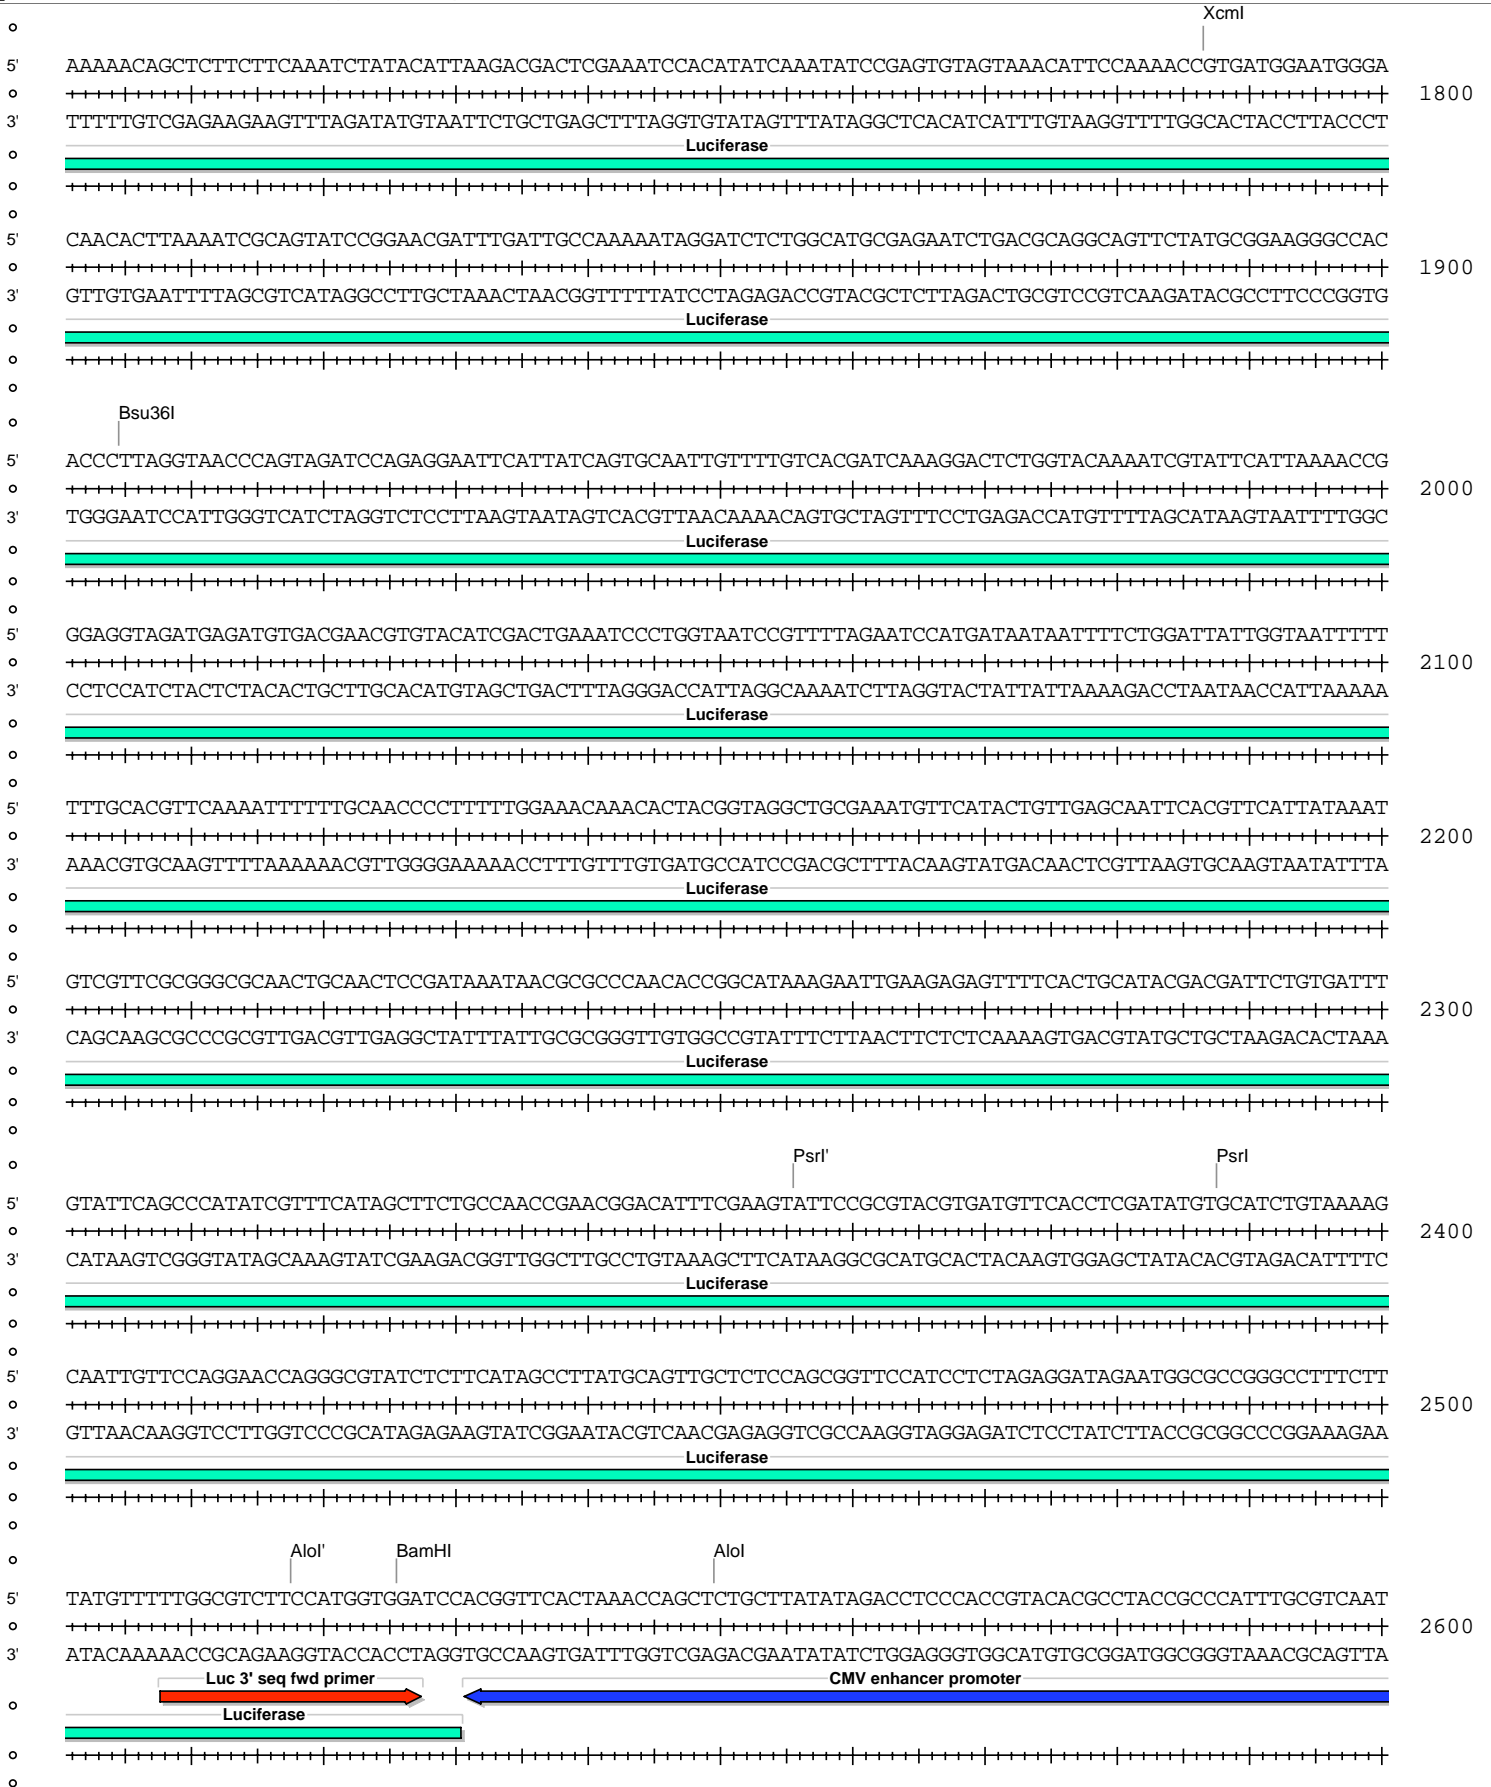 XcmI
5' AAAAACAGCTCTTCTTCAAATCTATACATTAAGACGACTCGAAATCCACATATCAAATATCCGAGTGTAGTAAACATTCCAAAACCGTGATGGAATGGGA
1800
3' TTTTTGTCGAGAAGAAGTTTAGATATGTAATTCTGCTGAGCTTTAGGTGTATAGTTTATAGGCTCACATCATTTGTAAGGTTTTGGCACTACCTTACCCT
Luciferase
5' CAACACTTAAAATCGCAGTATCCGGAACGATTTGATTGCCAAAAATAGGATCTCTGGCATGCGAGAATCTGACGCAGGCAGTTCTATGCGGAAGGGCCAC
1900
3' GTTGTGAATTTTAGCGTCATAGGCCTTGCTAAACTAACGGTTTTTATCCTAGAGACCGTACGCTCTTAGACTGCGTCCGTCAAGATACGCCTTCCCGGTG
Luciferase
Bsu36I
5' ACCCTTAGGTAACCCAGTAGATCCAGAGGAATTCATTATCAGTGCAATTGTTTTGTCACGATCAAAGGACTCTGGTACAAAATCGTATTCATTAAAACCG
2000
3' TGGGAATCCATTGGGTCATCTAGGTCTCCTTAAGTAATAGTCACGTTAACAAAACAGTGCTAGTTTCCTGAGACCATGTTTTAGCATAAGTAATTTTGGC
Luciferase
5' GGAGGTAGATGAGATGTGACGAACGTGTACATCGACTGAAATCCCTGGTAATCCGTTTTAGAATCCATGATAATAATTTTCTGGATTATTGGTAATTTTT
2100
3' CCTCCATCTACTCTACACTGCTTGCACATGTAGCTGACTTTAGGGACCATTAGGCAAAATCTTAGGTACTATTATTAAAAGACCTAATAACCATTAAAAA
Luciferase
5' TTTGCACGTTCAAAATTTTTTGCAACCCCTTTTTGGAAACAAACACTACGGTAGGCTGCGAAATGTTCATACTGTTGAGCAATTCACGTTCATTATAAAT
2200
3' AAACGTGCAAGTTTTAAAAAACGTTGGGGAAAAACCTTTGTTTGTGATGCCATCCGACGCTTTACAAGTATGACAACTCGTTAAGTGCAAGTAATATTTA
Luciferase
5' GTCGTTCGCGGGCGCAACTGCAACTCCGATAAATAACGCGCCCAACACCGGCATAAAGAATTGAAGAGAGTTTTCACTGCATACGACGATTCTGTGATTT
2300
3' CAGCAAGCGCCCGCGTTGACGTTGAGGCTATTTATTGCGCGGGTTGTGGCCGTATTTCTTAACTTCTCTCAAAAGTGACGTATGCTGCTAAGACACTAAA
Luciferase
PsrI' PsrI
5' GTATTCAGCCCATATCGTTTCATAGCTTCTGCCAACCGAACGGACATTTCGAAGTATTCCGCGTACGTGATGTTCACCTCGATATGTGCATCTGTAAAAG
2400
3' CATAAGTCGGGTATAGCAAAGTATCGAAGACGGTTGGCTTGCCTGTAAAGCTTCATAAGGCGCATGCACTACAAGTGGAGCTATACACGTAGACATTTTC
Luciferase
5' CAATTGTTCCAGGAACCAGGGCGTATCTCTTCATAGCCTTATGCAGTTGCTCTCCAGCGGTTCCATCCTCTAGAGGATAGAATGGCGCCGGGCCTTTCTT
2500
3' GTTAACAAGGTCCTTGGTCCCGCATAGAGAAGTATCGGAATACGTCAACGAGAGGTCGCCAAGGTAGGAGATCTCCTATCTTACCGCGGCCCGGAAAGAA
Luciferase
AloI' BamHI AloI
5' TATGTTTTTGGCGTCTTCCATGGTGGATCCACGGTTCACTAAACCAGCTCTGCTTATATAGACCTCCCACCGTACACGCCTACCGCCCATTTGCGTCAAT
2600
3' ATACAAAAACCGCAGAAGGTACCACCTAGGTGCCAAGTGATTTGGTCGAGACGAATATATCTGGAGGGTGGCATGTGCGGATGGCGGGTAAACGCAGTTA
Luc 3' seq fwd primer CMV enhancer promoter
Luciferase